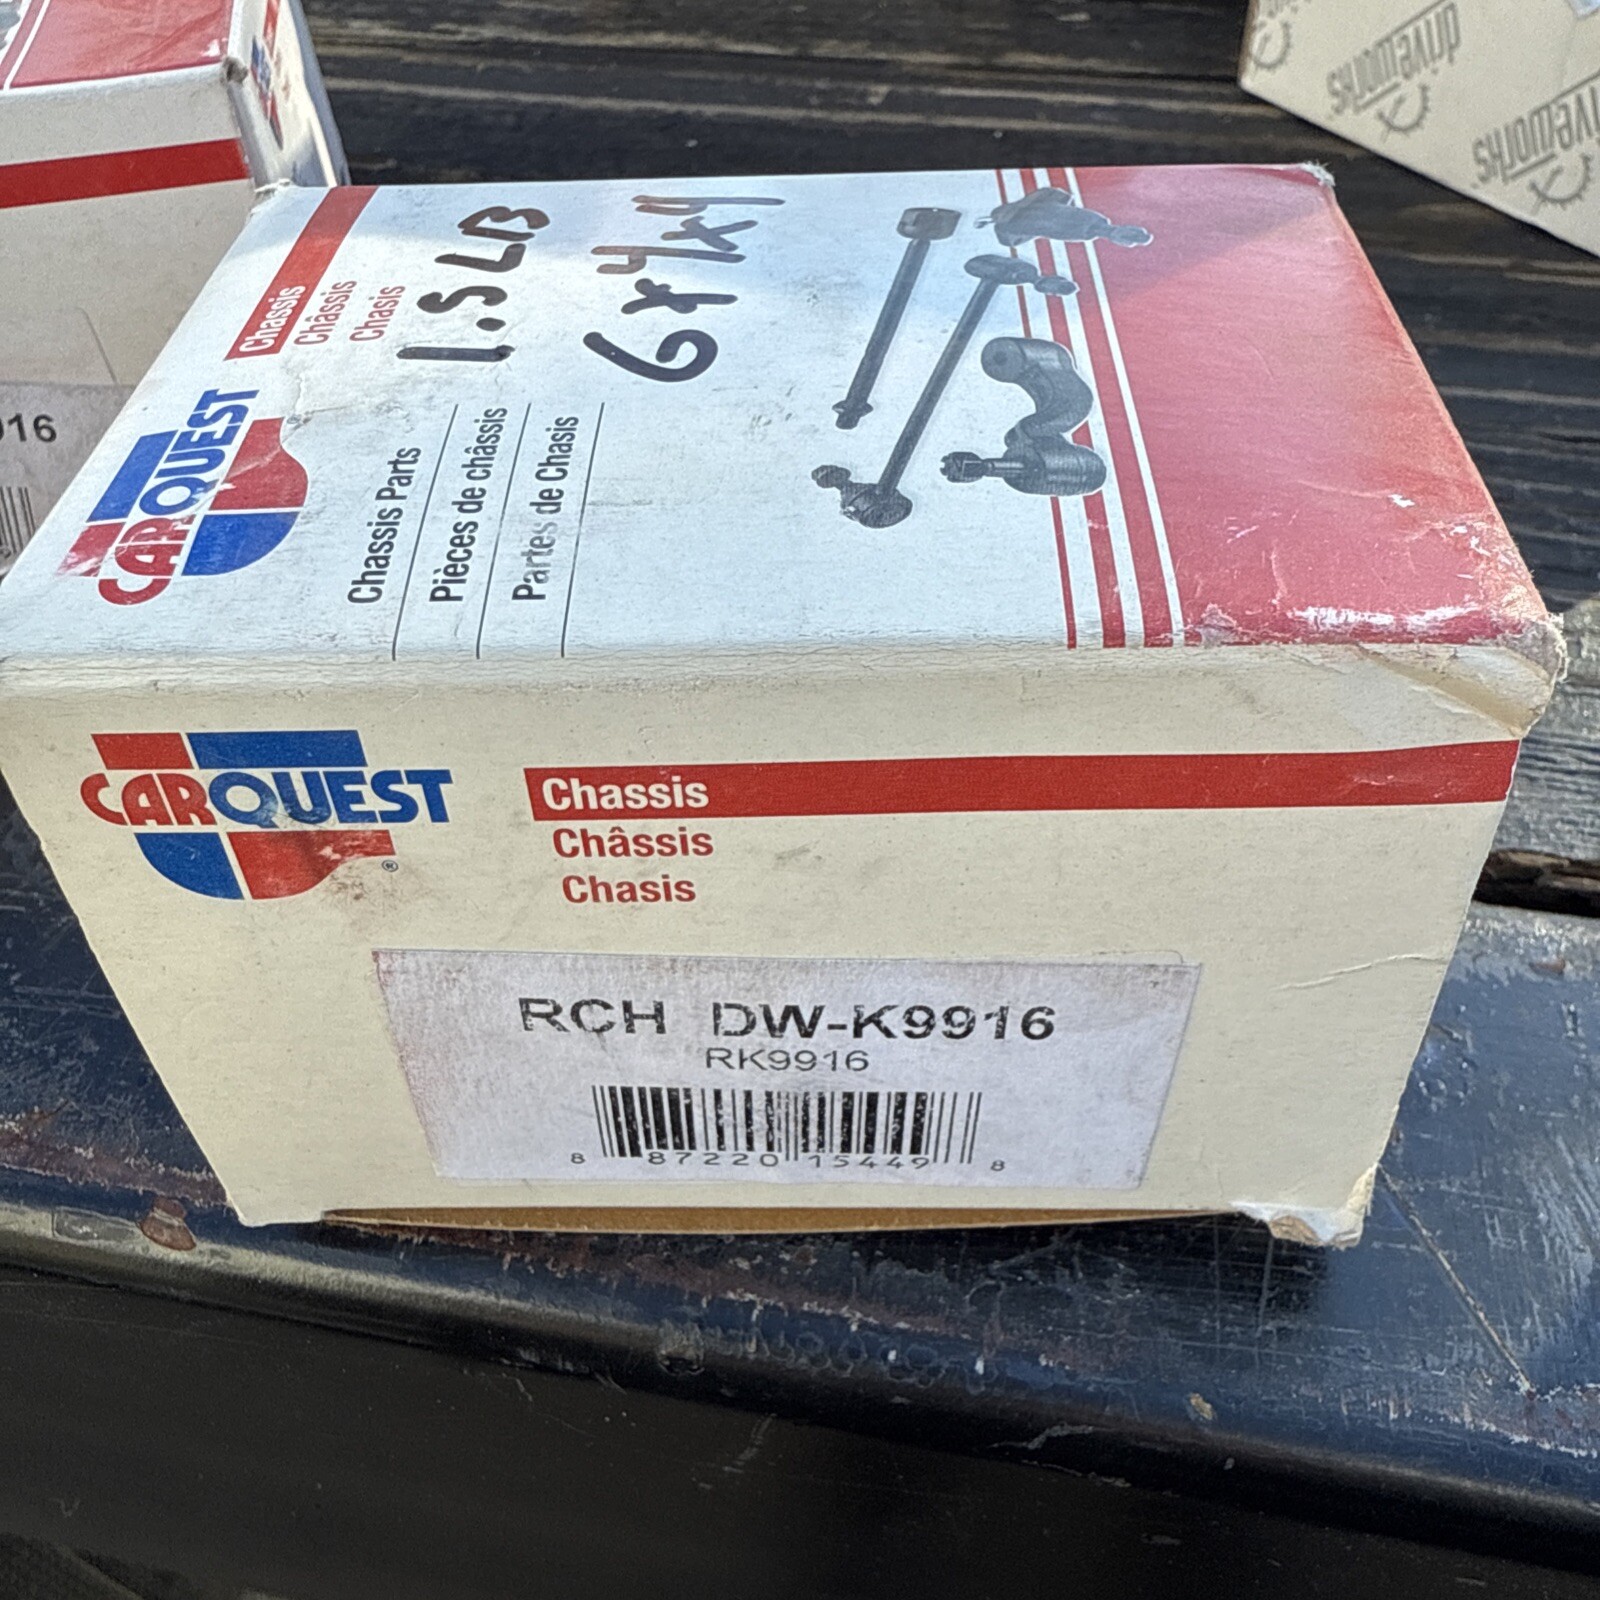 Chassis
Châssis
Chasis
1.5 LB
6x4x4
CARQUEST
Chassis Parts
Pièces de châssis
Partes de Chasis
CARQUEST
®
Chassis
Châssis
Chasis
RCH DW-K9916
RK9916
8 87220 15449 8
driveworks
driveworks
916